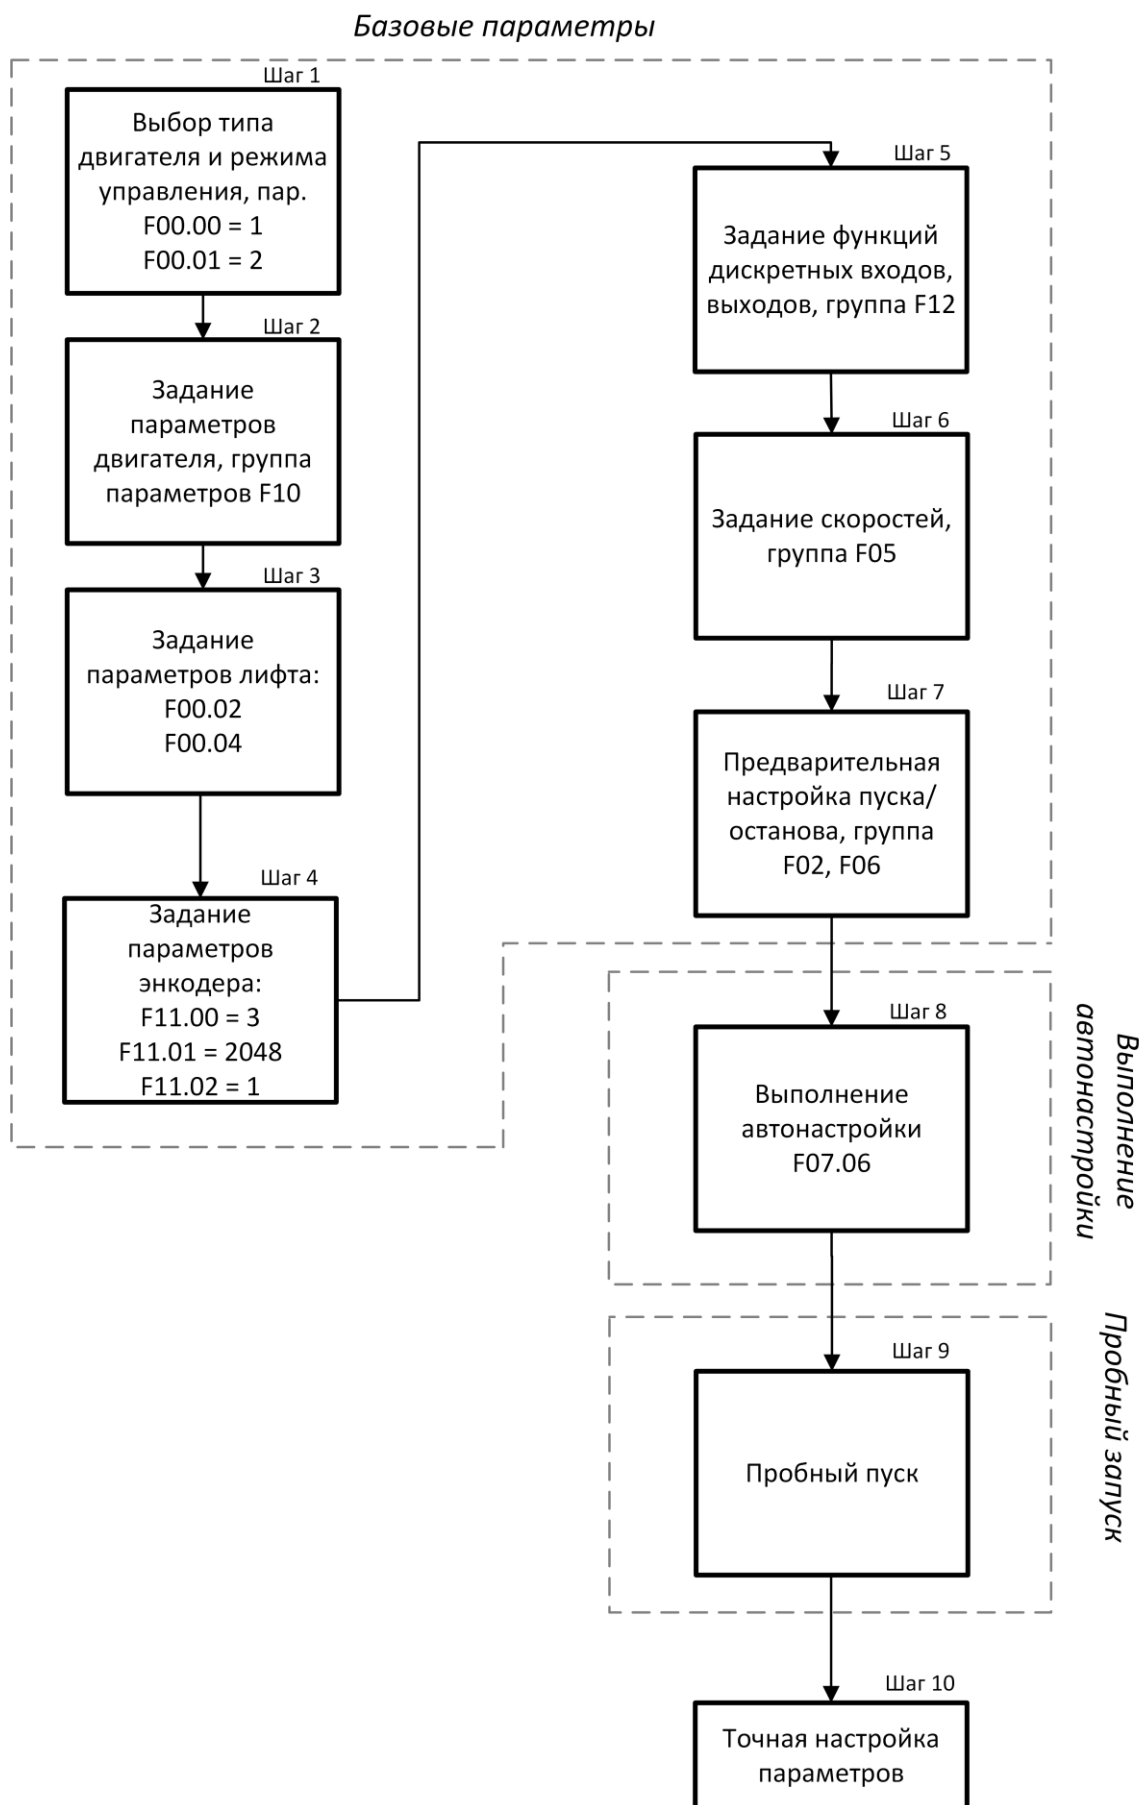 Базовые параметры
Шаг 1
Выбор типа
двигателя и режима
управления, пар.
F00.00 = 1
F00.01 = 2
Шаг 2
Задание
параметров
двигателя, группа
параметров F10
Шаг 3
Задание
параметров лифта:
F00.02
F00.04
Шаг 4
Задание
параметров
энкодера:
F11.00 = 3
F11.01 = 2048
F11.02 = 1
Шаг 5
Задание функций
дискретных входов,
выходов, группа F12
Шаг 6
Задание скоростей,
группа F05
Шаг 7
Предварительная
настройка пуска/
останова, группа
F02, F06
Выполнение
автонастройки
Шаг 8
Выполнение
автонастройки
F07.06
Пробный запуск
Шаг 9
Пробный пуск
Шаг 10
Точная настройка
параметров